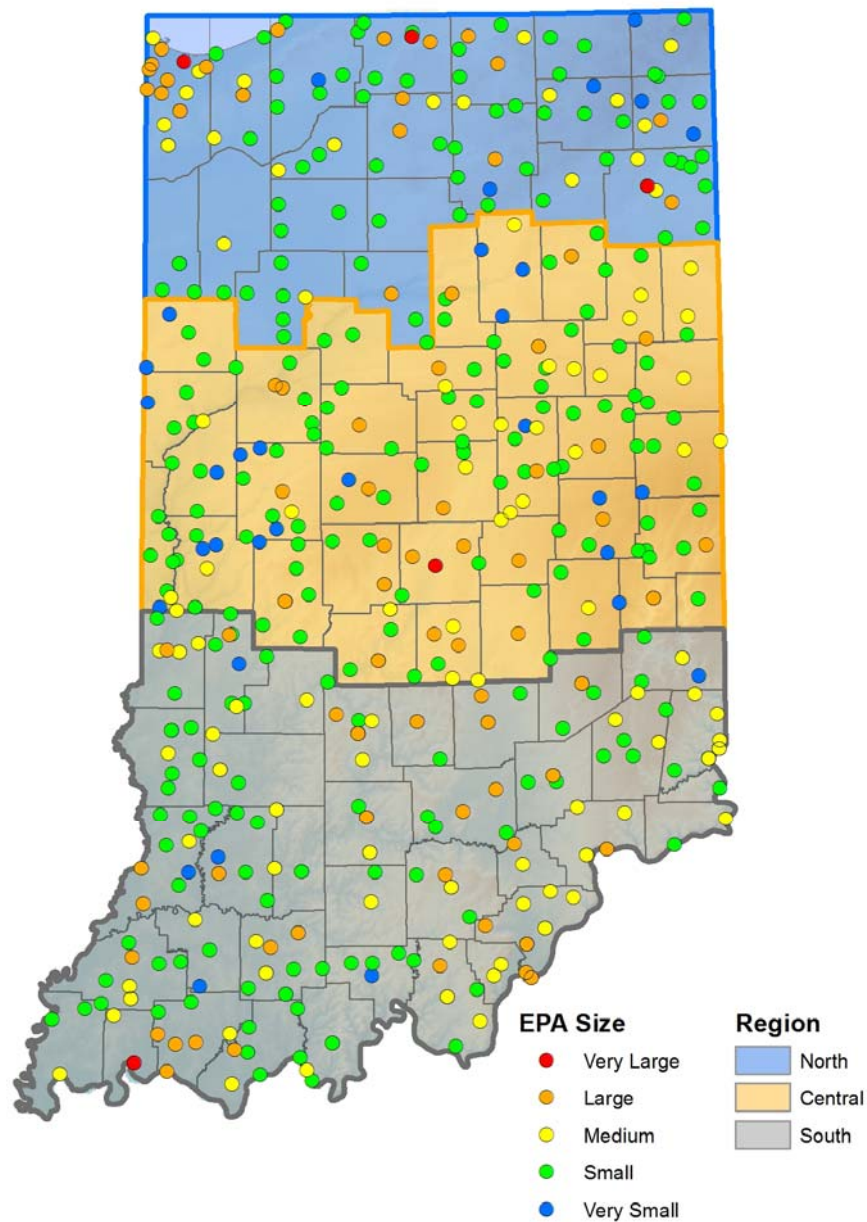 EPA Size
Very Large
Large
Medium
Small
Very Small
Region
North
Central
South